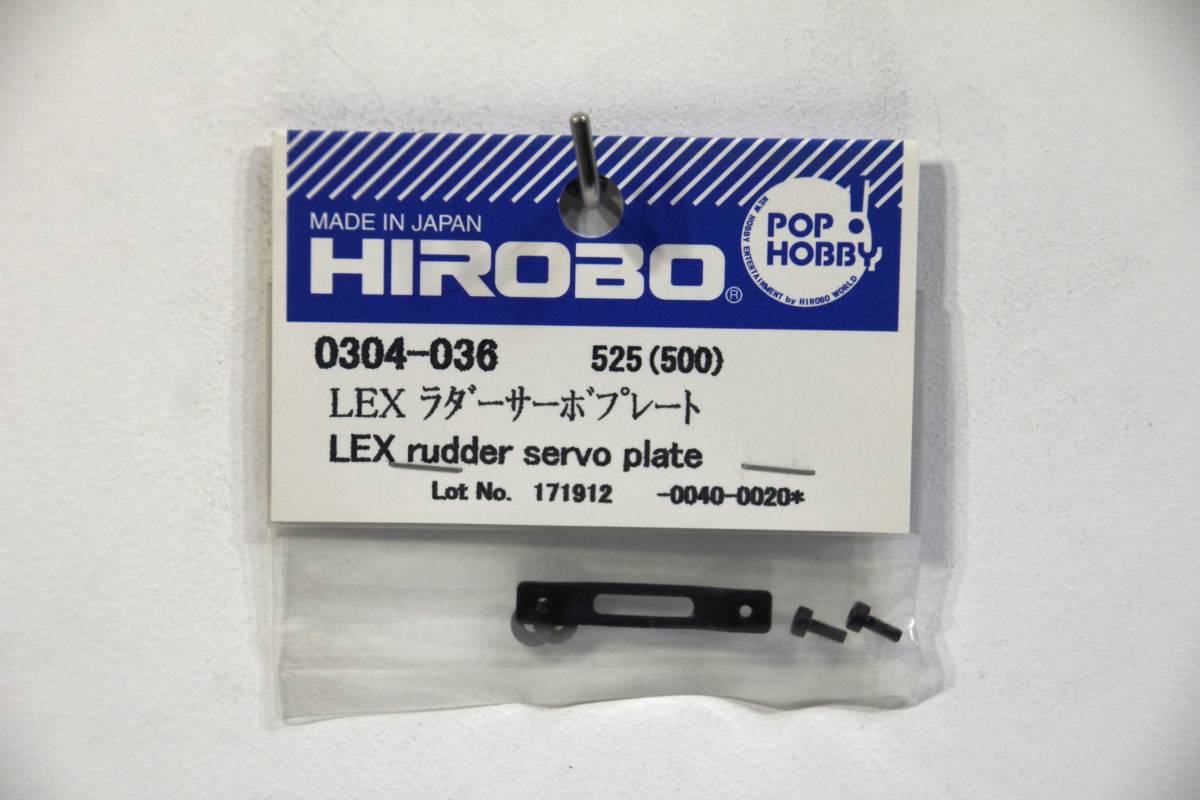 MADE IN JAPAN
HIROBO®
POP!
HOBBY
NEW HOBBY ENTERTAINMENT by HIROBO WORLD
0304-036 525(500)
LEX ラダーサーボプレート
LEX rudder servo plate
Lot No. 171912 -0040-0020*